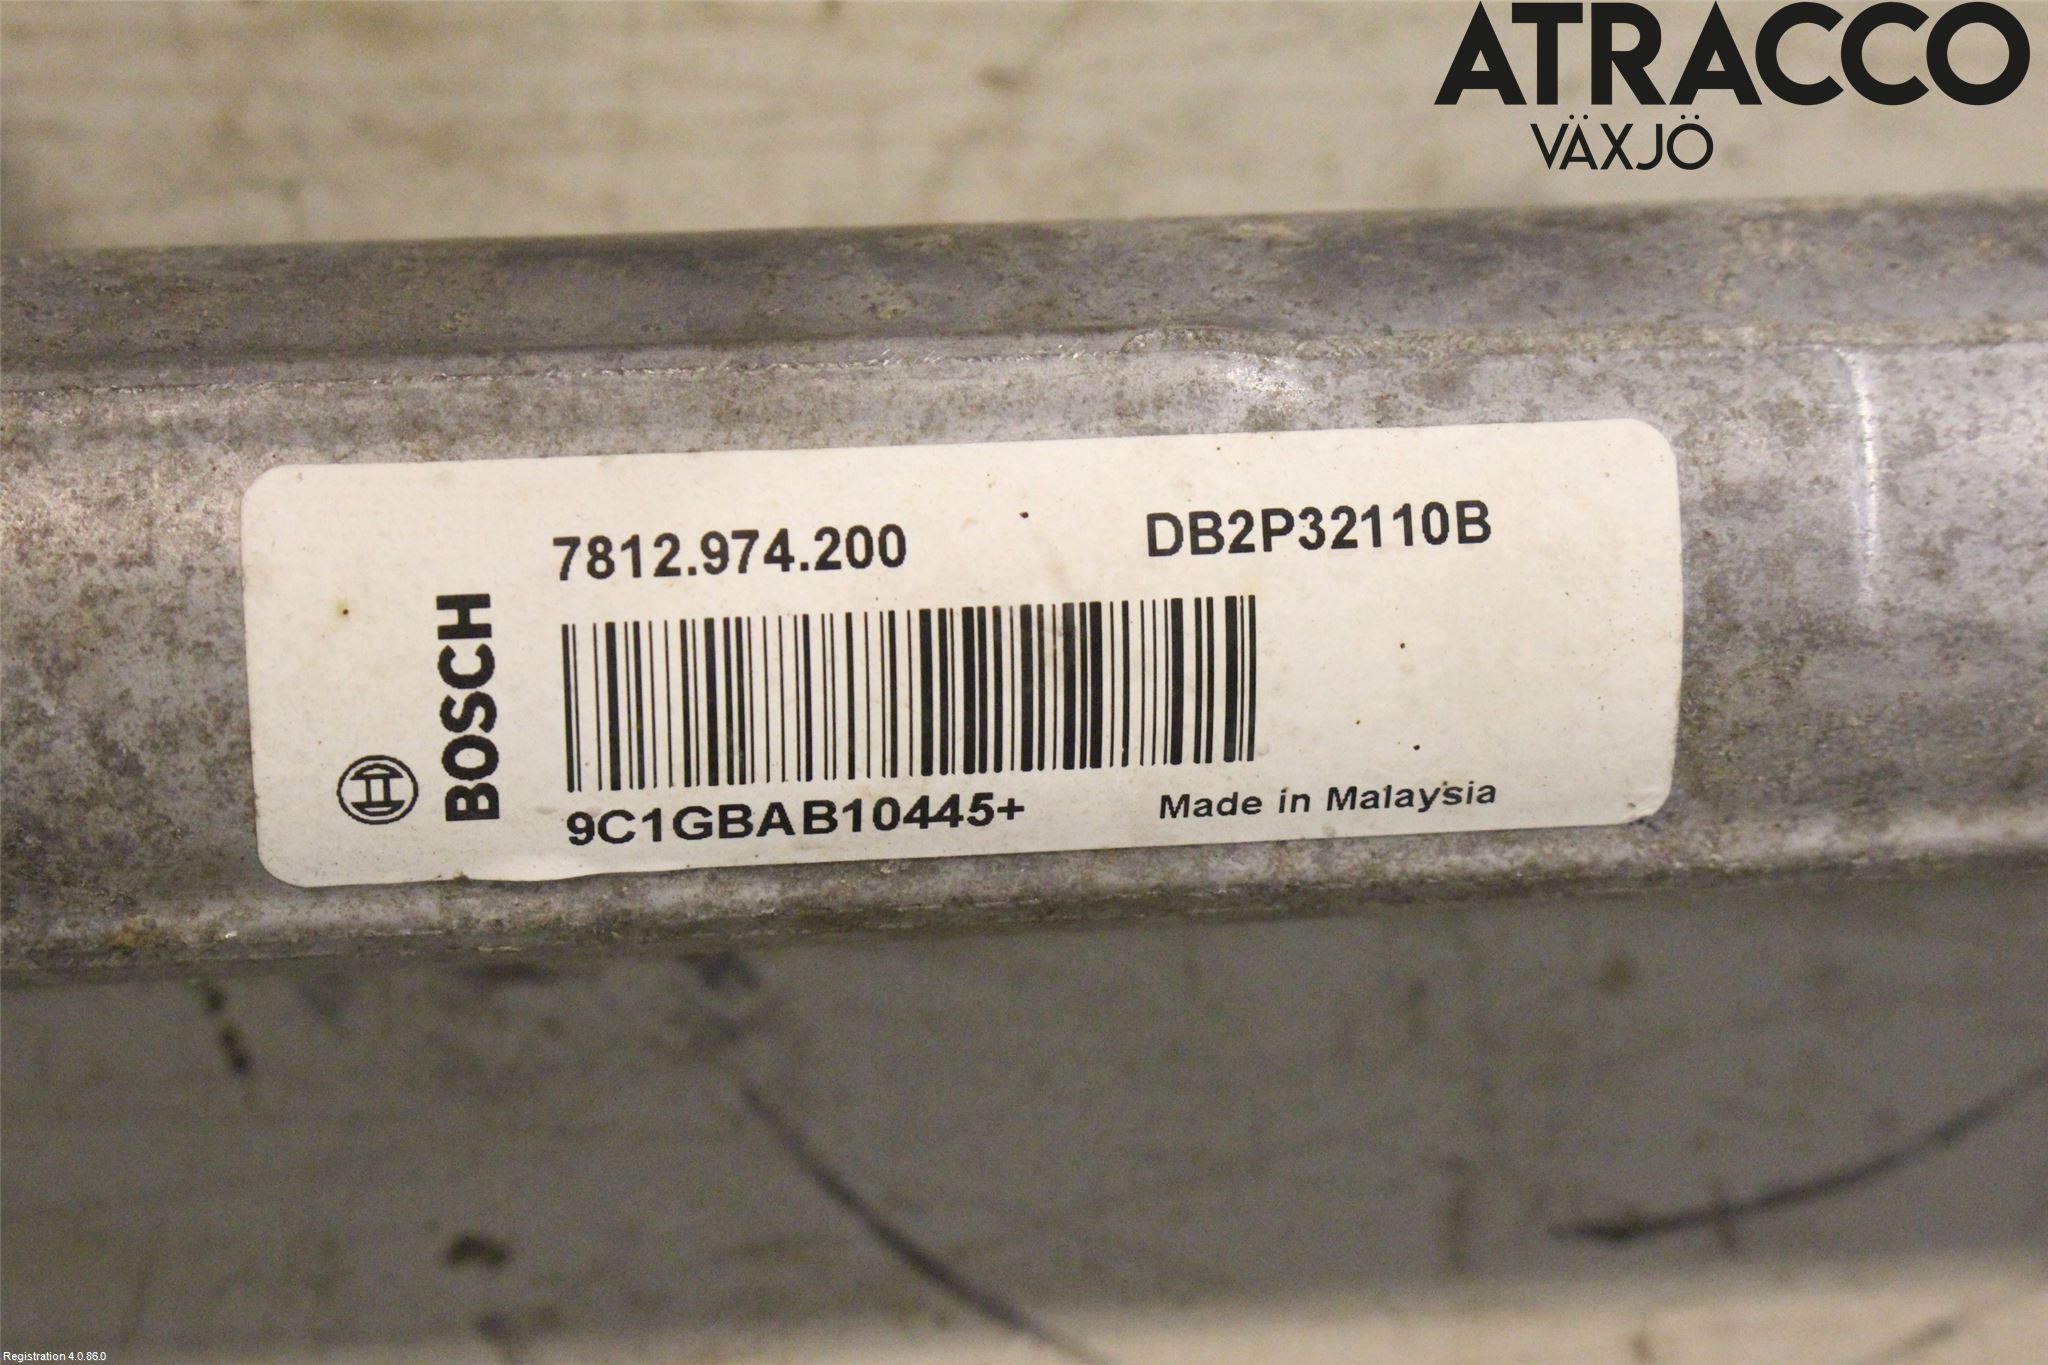 ATRACCO
VÄXJÖ
7812.974.200 DB2P32110B
BOSCH
9C1GBAB10445+ Made in Malaysia
Registration 4.0.86.0